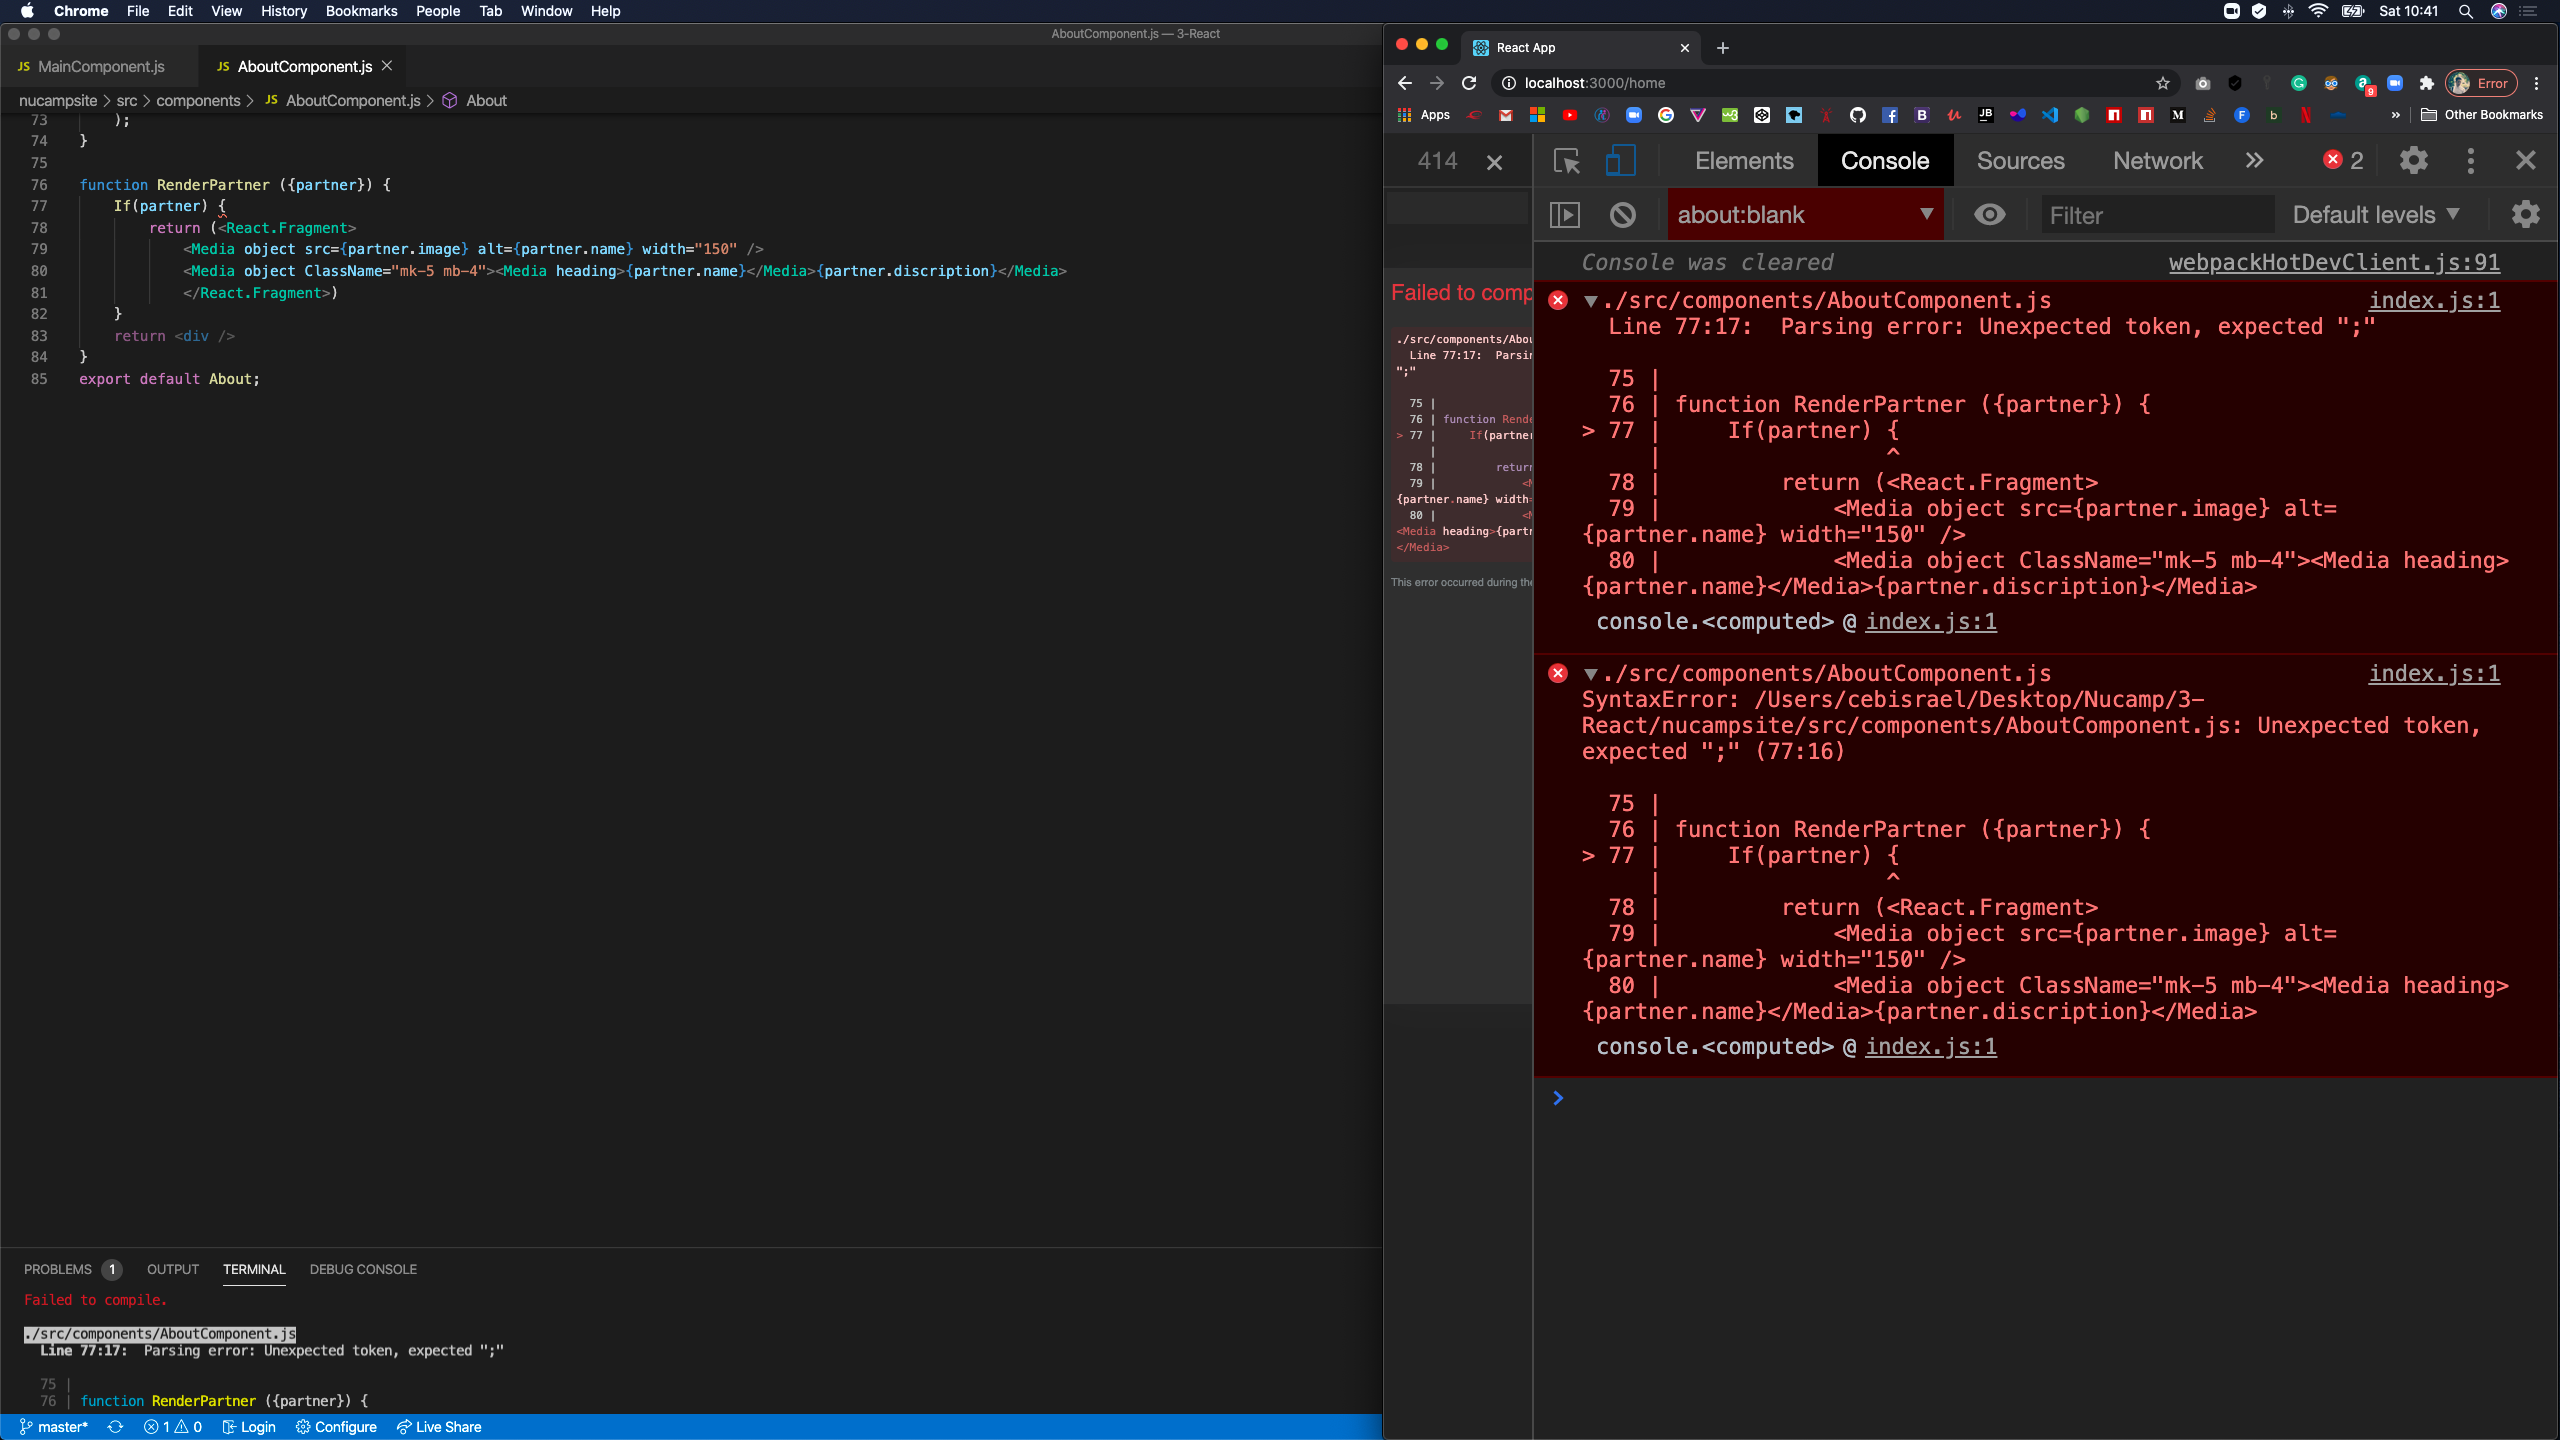 Chrome File Edit View History Bookmarks People Tab Window Help
Sat 10:41
AboutComponent.js — 3-React
JS MainComponent.js
JS AboutComponent.js
nucampsite > src > components > JS AboutComponent.js > About
73 );
74 }
75
76 function RenderPartner ({partner}) {
77 If(partner) {
78 return (<React.Fragment>
79 <Media object src={partner.image} alt={partner.name} width="150" />
80 <Media object ClassName="mk-5 mb-4"><Media heading>{partner.name}</Media>{partner.discription}</Media>
81 </React.Fragment>)
82 }
83 return <div />
84 }
85 export default About;
PROBLEMS 1 OUTPUT TERMINAL DEBUG CONSOLE
Failed to compile.
./src/components/AboutComponent.js
Line 77:17: Parsing error: Unexpected token, expected ";"
75 |
76 | function RenderPartner ({partner}) {
master* 1 0 Login Configure Live Share
React App
localhost:3000/home
Error
Apps
Other Bookmarks
414
Failed to comp
./src/components/Abou
Line 77:17: Parsin
";"
75 |
76 | function Rende
> 77 | If(partner
|
78 | return
79 | <M
{partner.name} width=
80 | <M
<Media heading>{partn
</Media>
This error occurred during the
Elements Console Sources Network » 2
about:blank Filter Default levels
Console was cleared webpackHotDevClient.js:91
./src/components/AboutComponent.js index.js:1
Line 77:17: Parsing error: Unexpected token, expected ";"
75 |
76 | function RenderPartner ({partner}) {
> 77 | If(partner) {
| ^
78 | return (<React.Fragment>
79 | <Media object src={partner.image} alt=
{partner.name} width="150" />
80 | <Media object ClassName="mk-5 mb-4"><Media heading>
{partner.name}</Media>{partner.discription}</Media>
console.<computed> @ index.js:1
./src/components/AboutComponent.js index.js:1
SyntaxError: /Users/cebisrael/Desktop/Nucamp/3-
React/nucampsite/src/components/AboutComponent.js: Unexpected token,
expected ";" (77:16)
75 |
76 | function RenderPartner ({partner}) {
> 77 | If(partner) {
| ^
78 | return (<React.Fragment>
79 | <Media object src={partner.image} alt=
{partner.name} width="150" />
80 | <Media object ClassName="mk-5 mb-4"><Media heading>
{partner.name}</Media>{partner.discription}</Media>
console.<computed> @ index.js:1